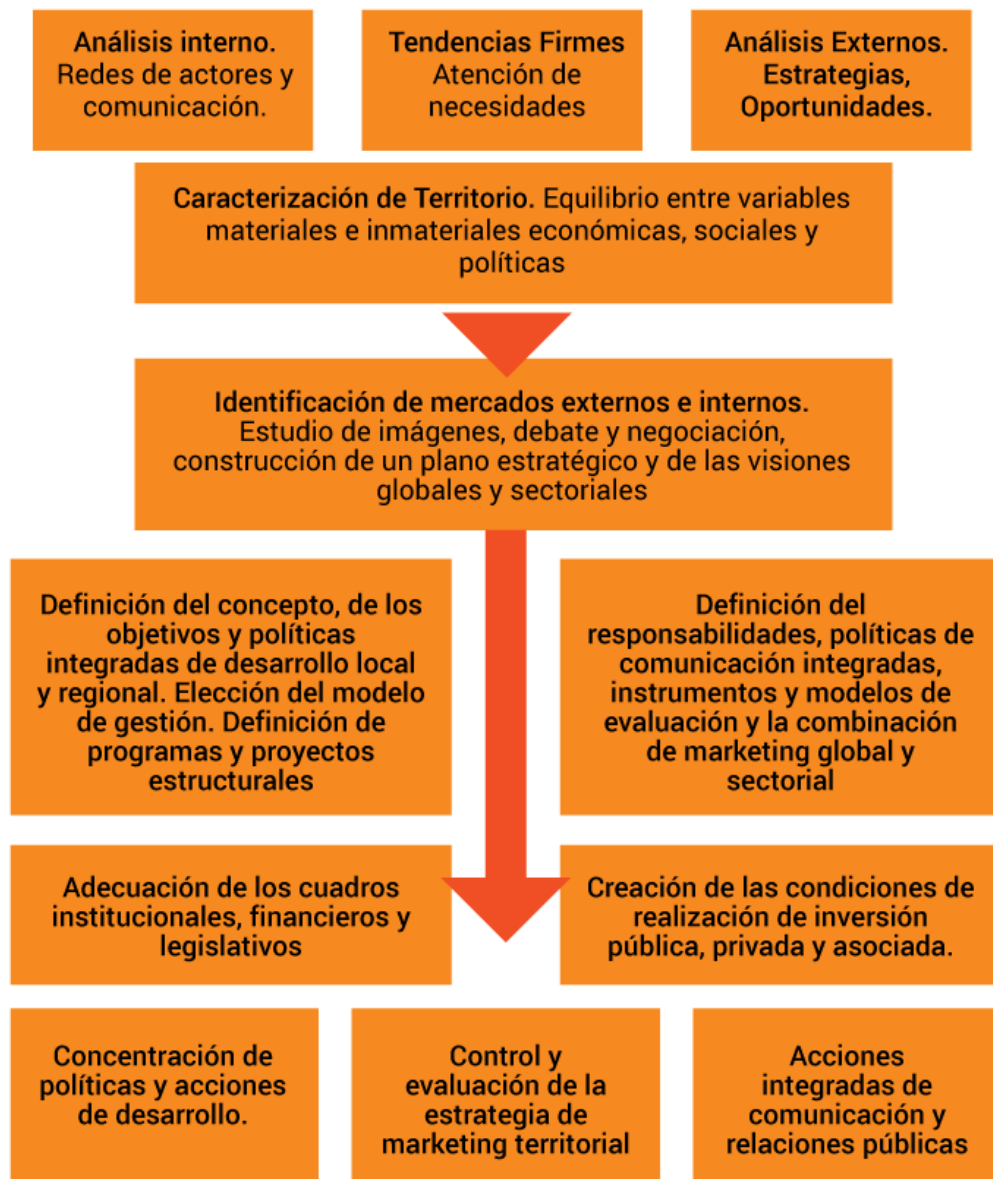 Análisis interno.
Redes de actores y
comunicación.
Tendencias Firmes
Atención de
necesidades
Análisis Externos.
Estrategias,
Oportunidades.
Caracterización de Territorio. Equilibrio entre variables
materiales e inmateriales económicas, sociales y
políticas
Identificación de mercados externos e internos.
Estudio de imágenes, debate y negociación,
construcción de un plano estratégico y de las visiones
globales y sectoriales
Definición del concepto, de los
objetivos y políticas
integradas de desarrollo local
y regional. Elección del modelo
de gestión. Definición de
programas y proyectos
estructurales
Definición del
responsabilidades, políticas de
comunicación integradas,
instrumentos y modelos de
evaluación y la combinación
de marketing global y
sectorial
Adecuación de los cuadros
institucionales, financieros y
legislativos
Creación de las condiciones de
realización de inversión
pública, privada y asociada.
Concentración de
políticas y acciones
de desarrollo.
Control y
evaluación de la
estrategia de
marketing territorial
Acciones
integradas de
comunicación y
relaciones públicas